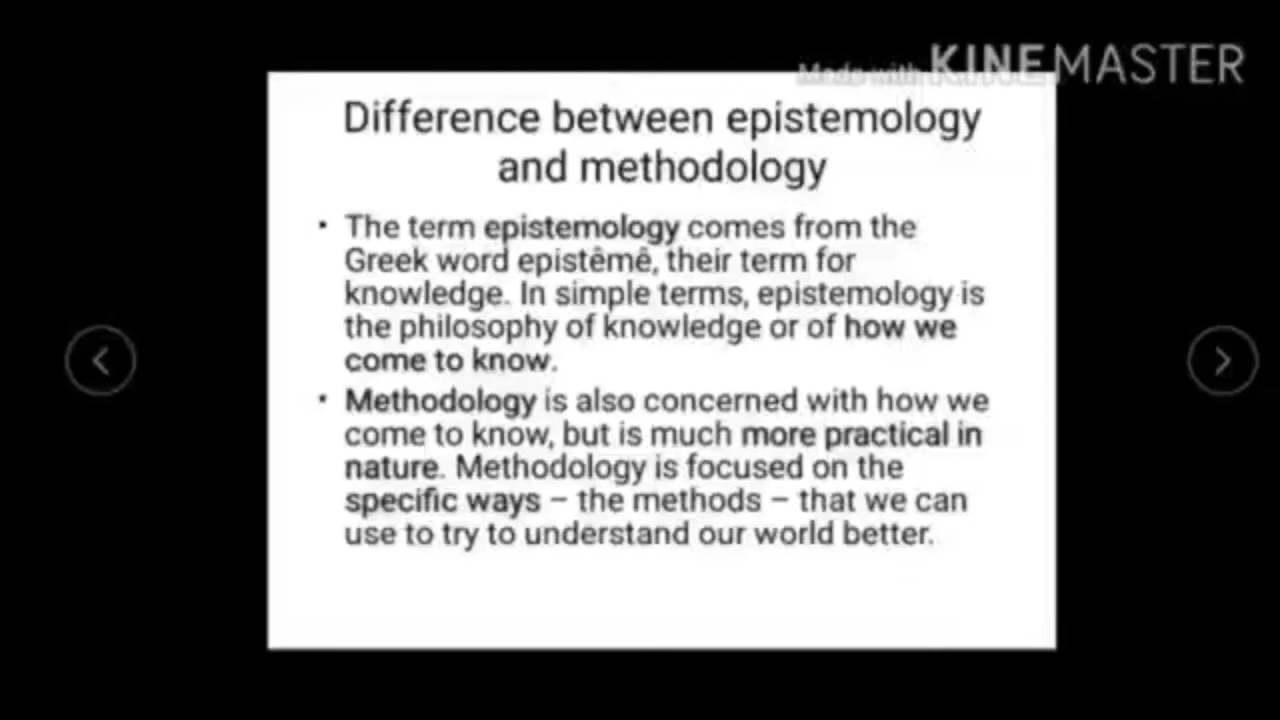 Made with KINEMASTER
Difference between epistemology
and methodology
• The term epistemology comes from the
Greek word epistêmê, their term for
knowledge. In simple terms, epistemology is
the philosophy of knowledge or of how we
come to know.
• Methodology is also concerned with how we
come to know, but is much more practical in
nature. Methodology is focused on the
specific ways – the methods – that we can
use to try to understand our world better.